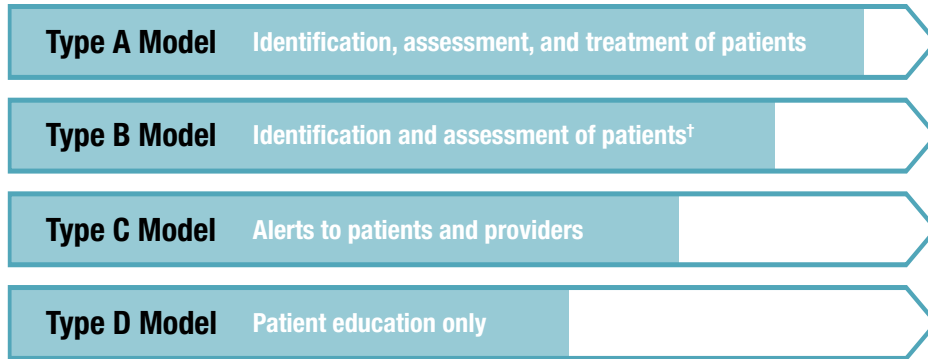 Type A Model Identification, assessment, and treatment of patients
Type B Model Identification and assessment of patients†
Type C Model Alerts to patients and providers
Type D Model Patient education only